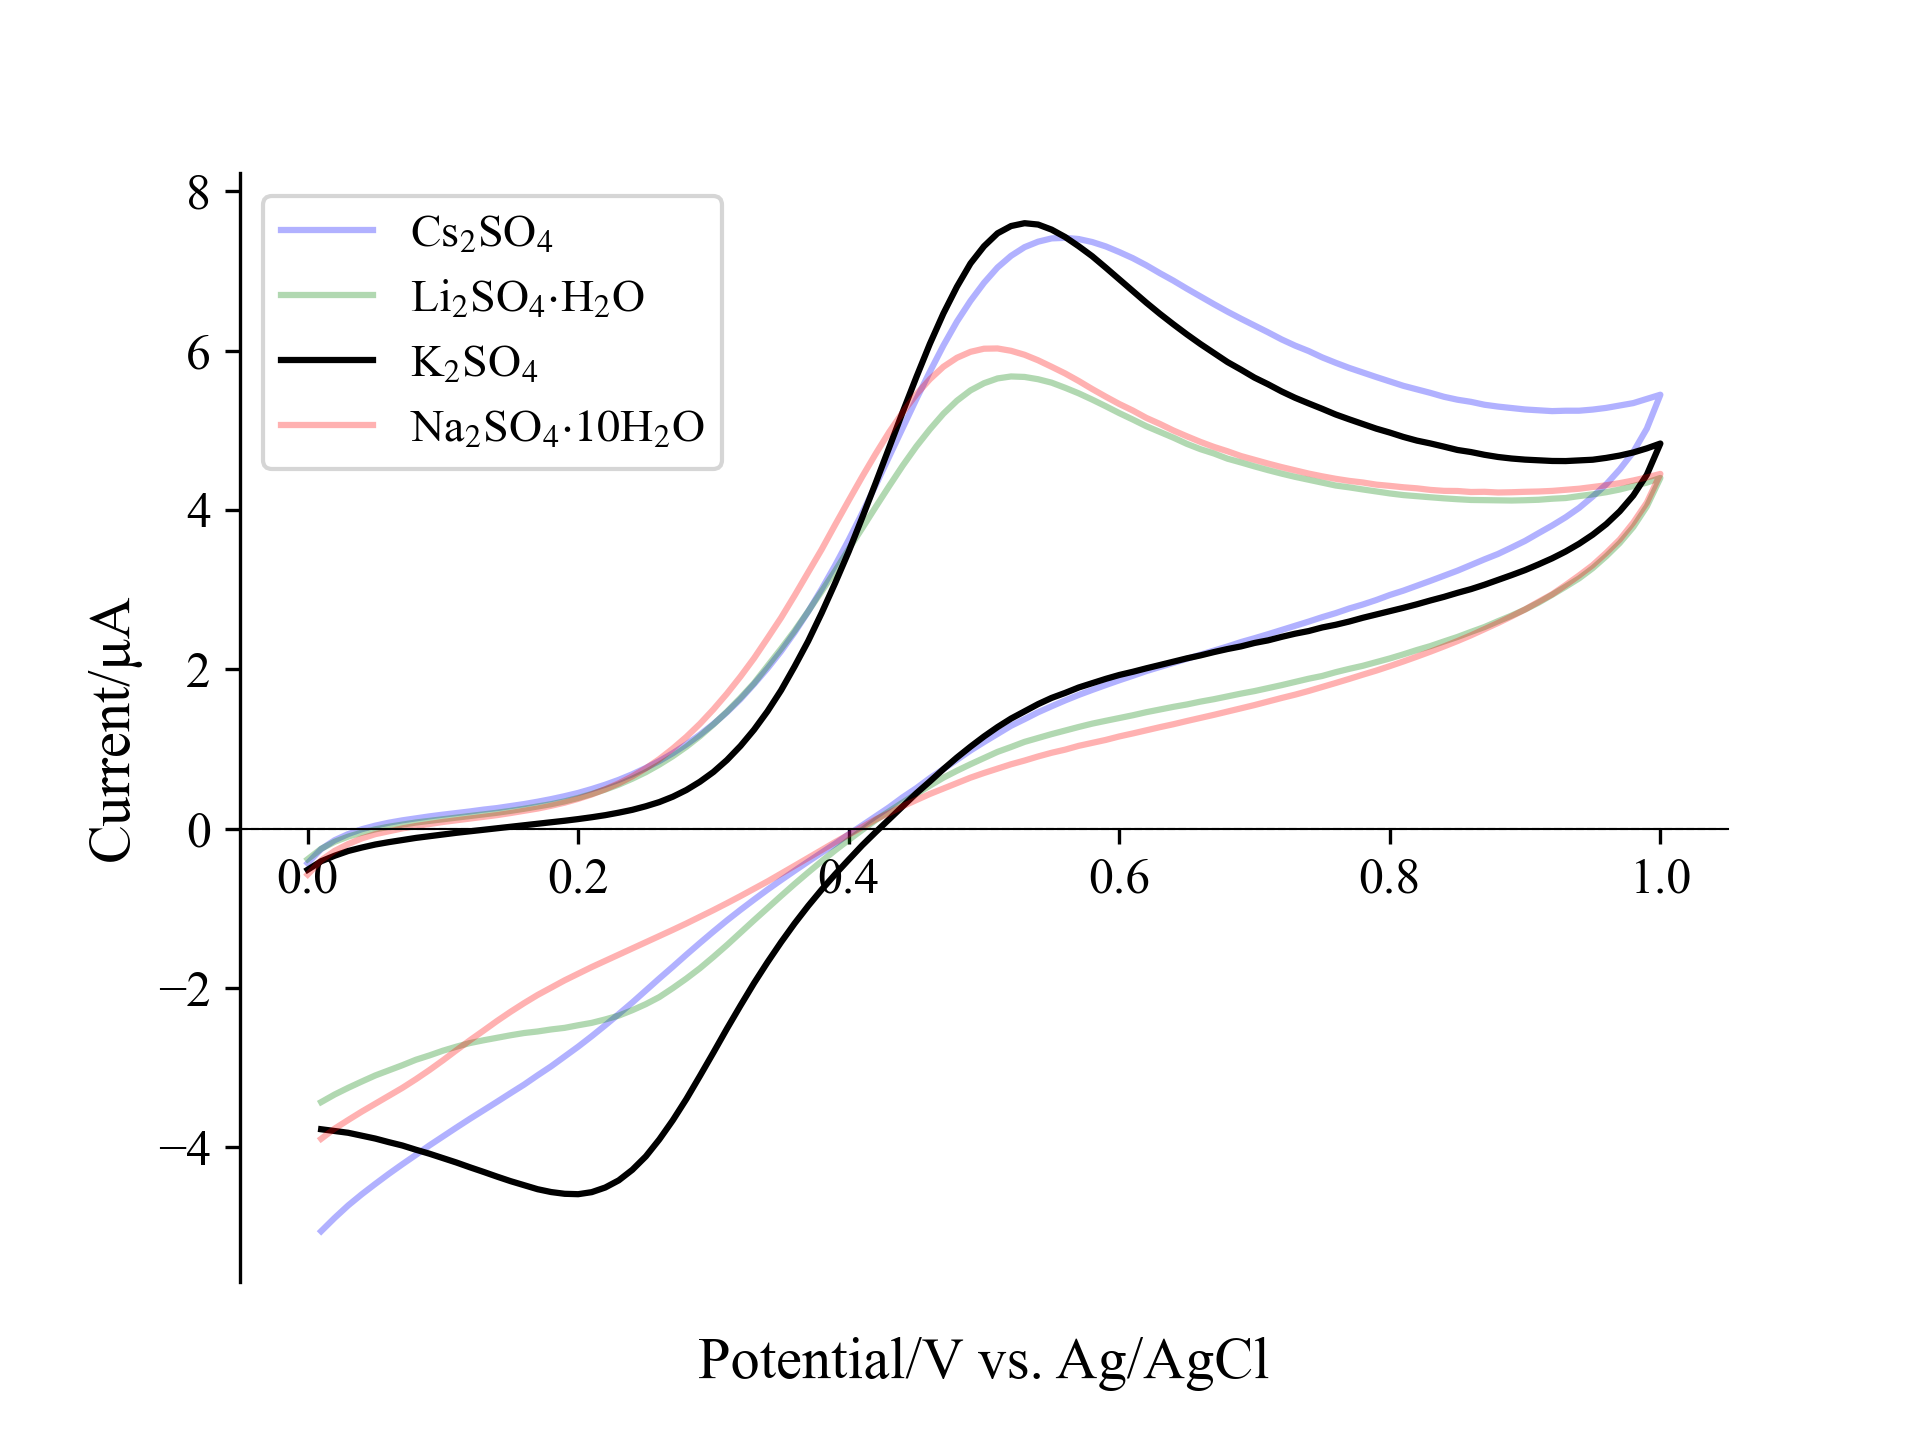 Cs₂SO₄
Li₂SO₄·H₂O
K₂SO₄
Na₂SO₄·10H₂O
8
6
4
2
0
−2
−4
0.0 0.2 0.4 0.6 0.8 1.0
Current/μA
Potential/V vs. Ag/AgCl